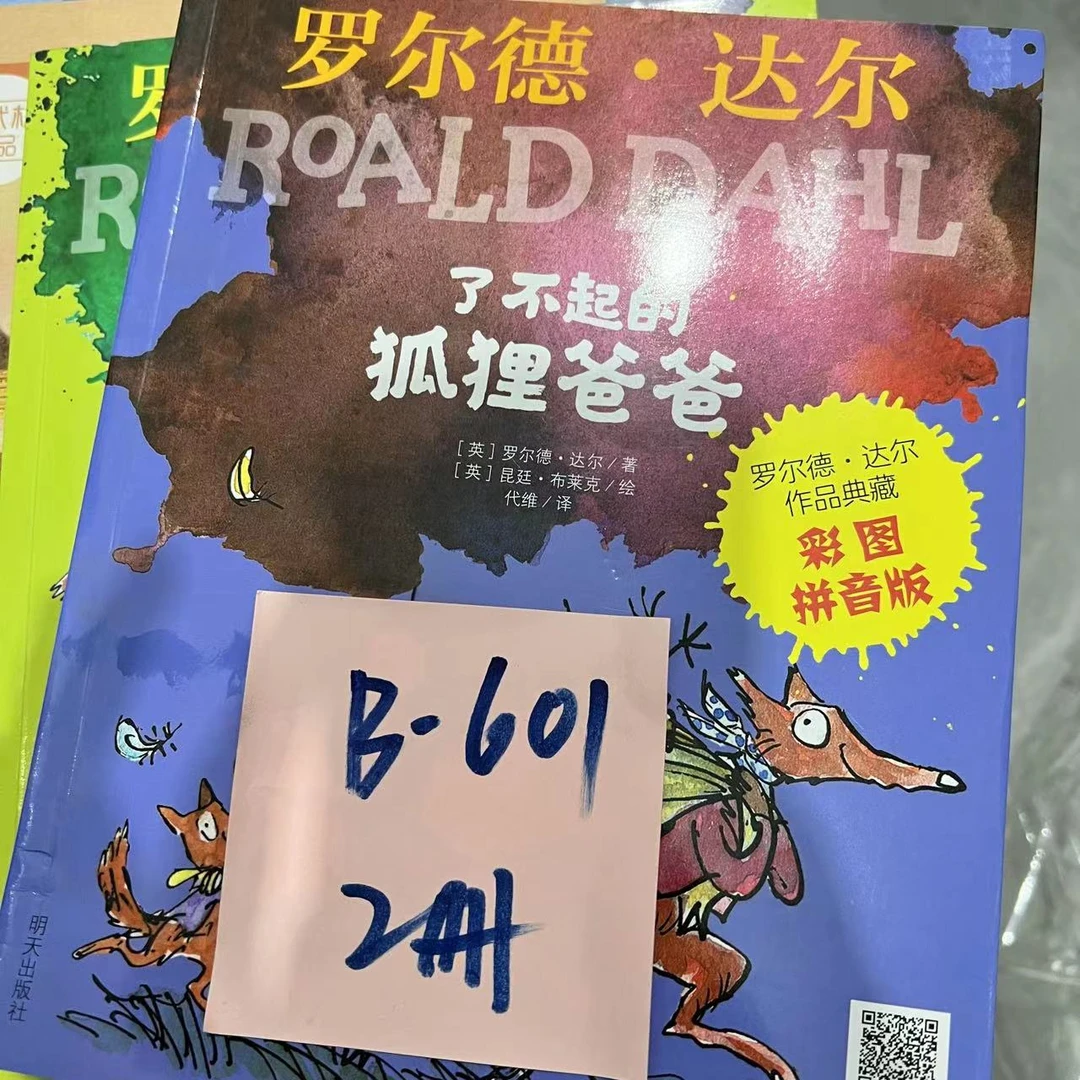 罗尔德·达尔
ROALD DAHL
了不起的
狐狸爸爸
[英]罗尔德·达尔/著
[英]昆廷·布莱克/绘
代维/译
罗尔德·达尔
作品典藏
彩图
拼音版
B-601
2册
明天出版社
罗
R
品